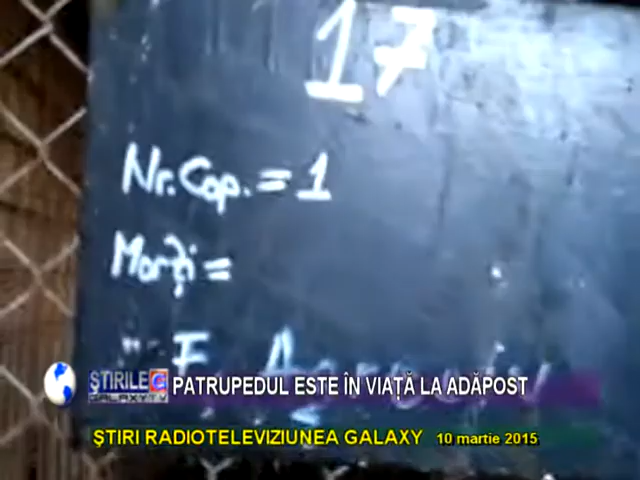 17
Nr. Cap. = 1
Morți =
F. Agresiv
ȘTIRILE G
GALAXY TV
PATRUPEDUL ESTE ÎN VIAȚĂ LA ADĂPOST
ȘTIRI RADIOTELEVIZIUNEA GALAXY 10 martie 2015